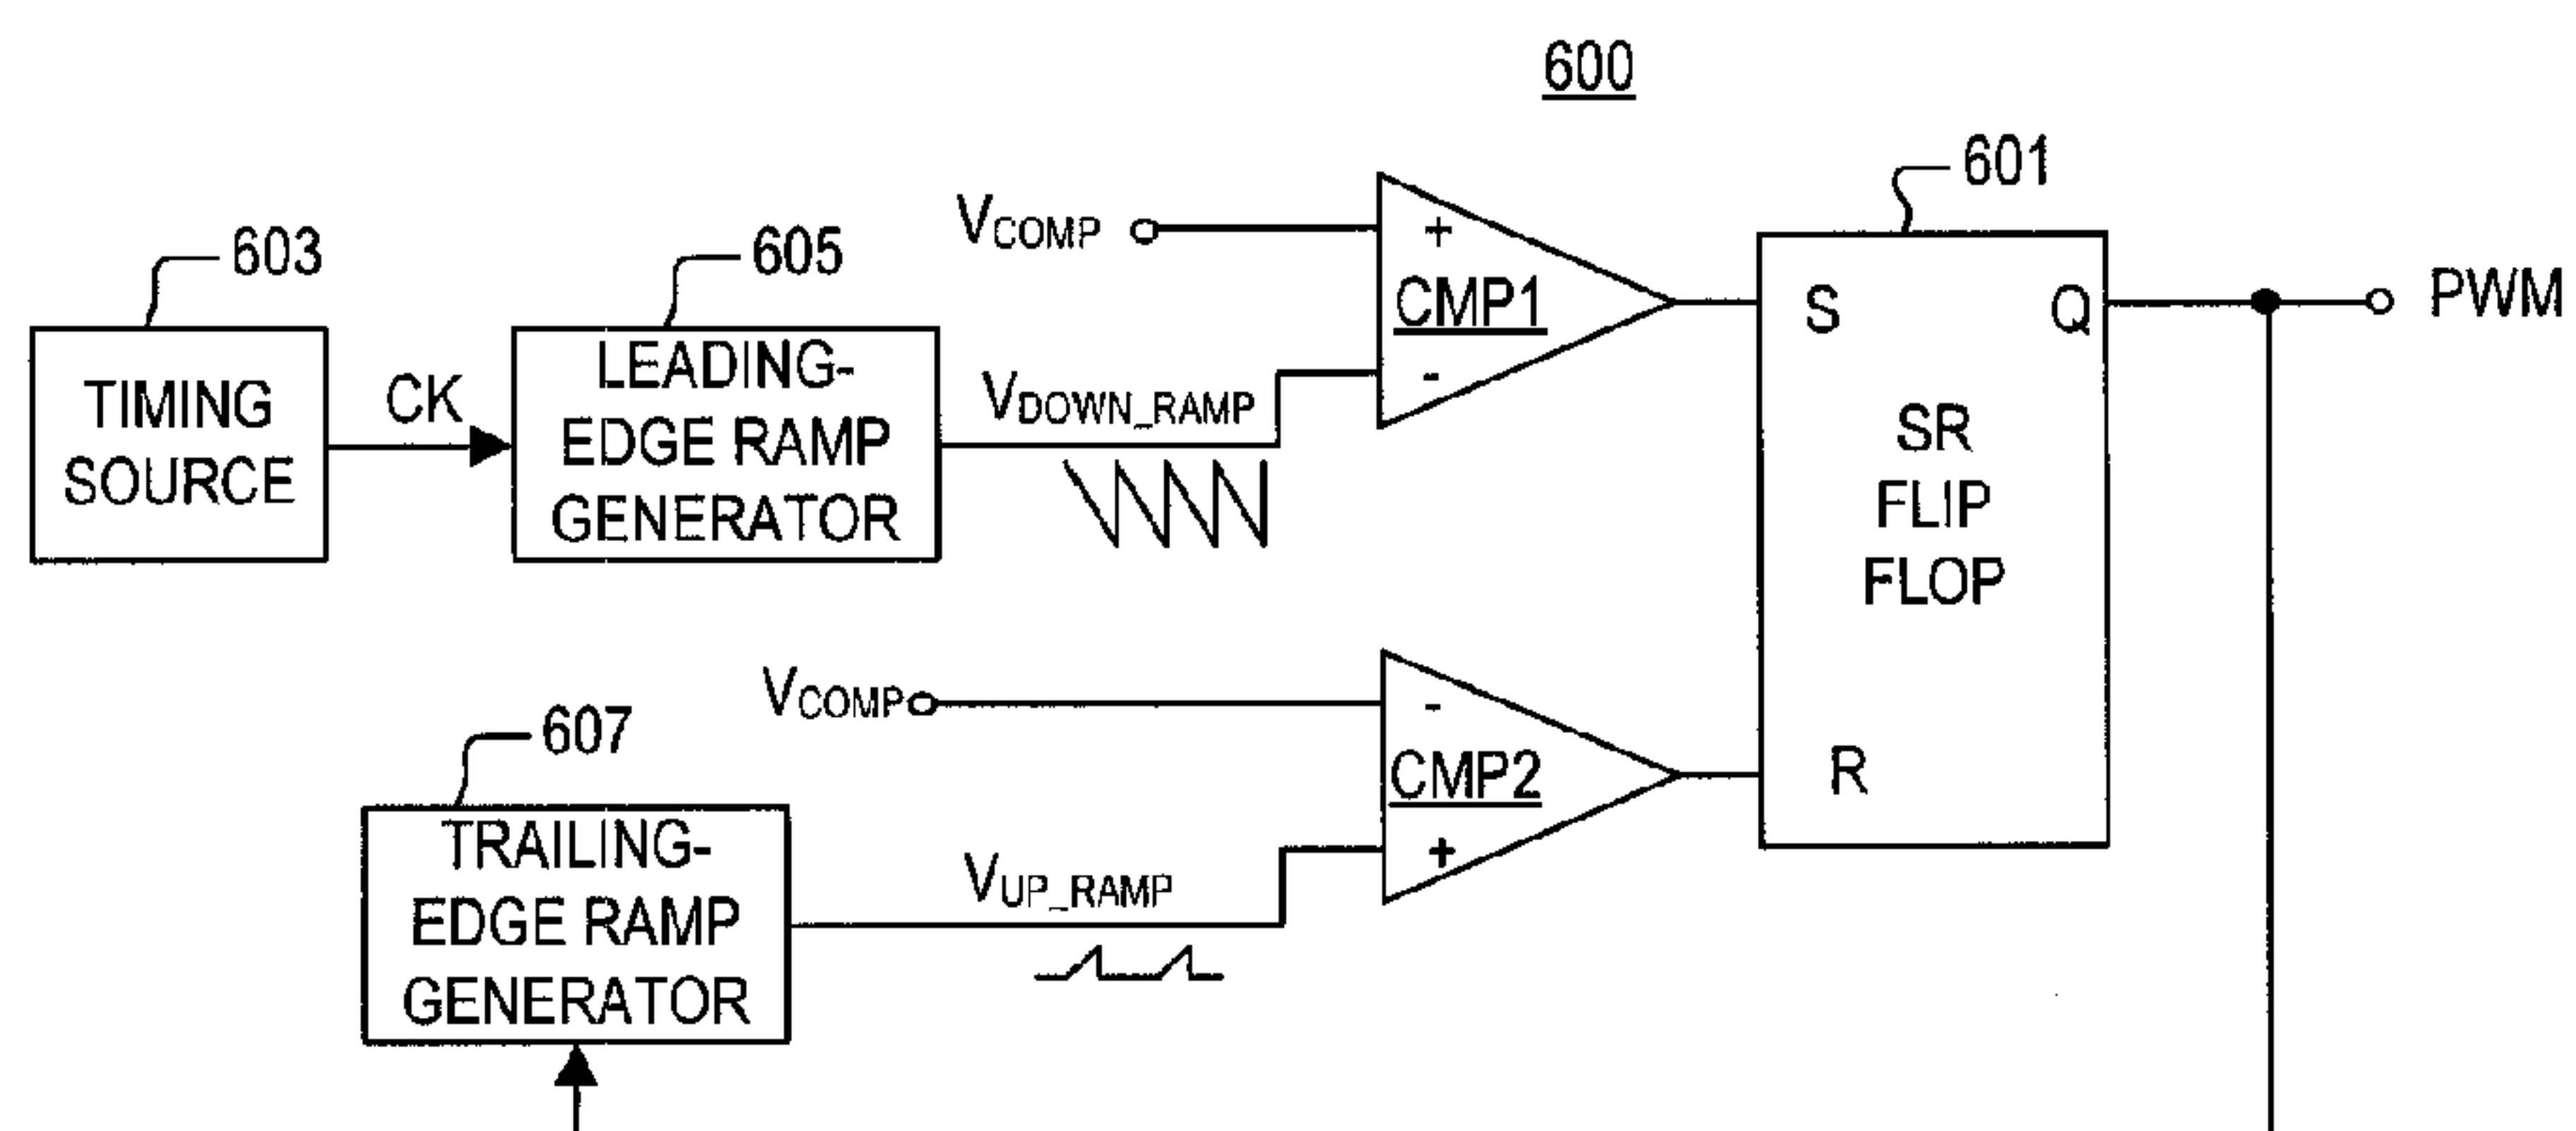 600
603
TIMING
SOURCE
CK
605
LEADING-
EDGE RAMP
GENERATOR
VCOMP
VDOWN_RAMP
+
CMP1
-
601
S
Q
SR
FLIP
FLOP
R
PWM
607
TRAILING-
EDGE RAMP
GENERATOR
VCOMP
VUP_RAMP
-
CMP2
+